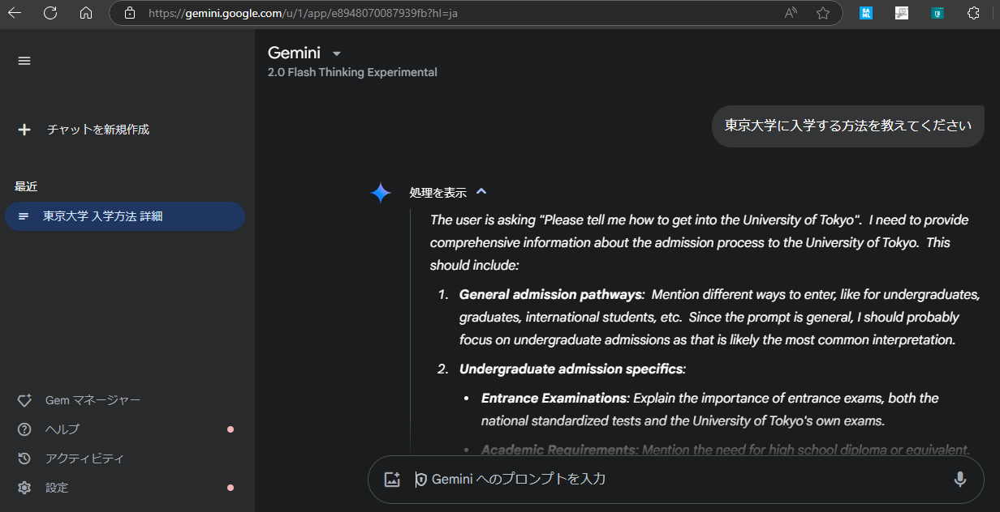 https://gemini.google.com/u/1/app/e8948070087939fb?hl=ja
SA
ML
Gemini
2.0 Flash Thinking Experimental
チャットを新規作成
最近
東京大学 入学方法 詳細
Gem マネージャー
ヘルプ
アクティビティ
設定
東京大学に入学する方法を教えてください
処理を表示
The user is asking "Please tell me how to get into the University of Tokyo". I need to provide
comprehensive information about the admission process to the University of Tokyo. This
should include:
1. General admission pathways: Mention different ways to enter, like for undergraduates,
graduates, international students, etc. Since the prompt is general, I should probably
focus on undergraduate admissions as that is likely the most common interpretation.
2. Undergraduate admission specifics:
• Entrance Examinations: Explain the importance of entrance exams, both the
national standardized tests and the University of Tokyo's own exams.
• Academic Requirements: Mention the need for high school diploma or equivalent.
Gemini へのプロンプトを入力